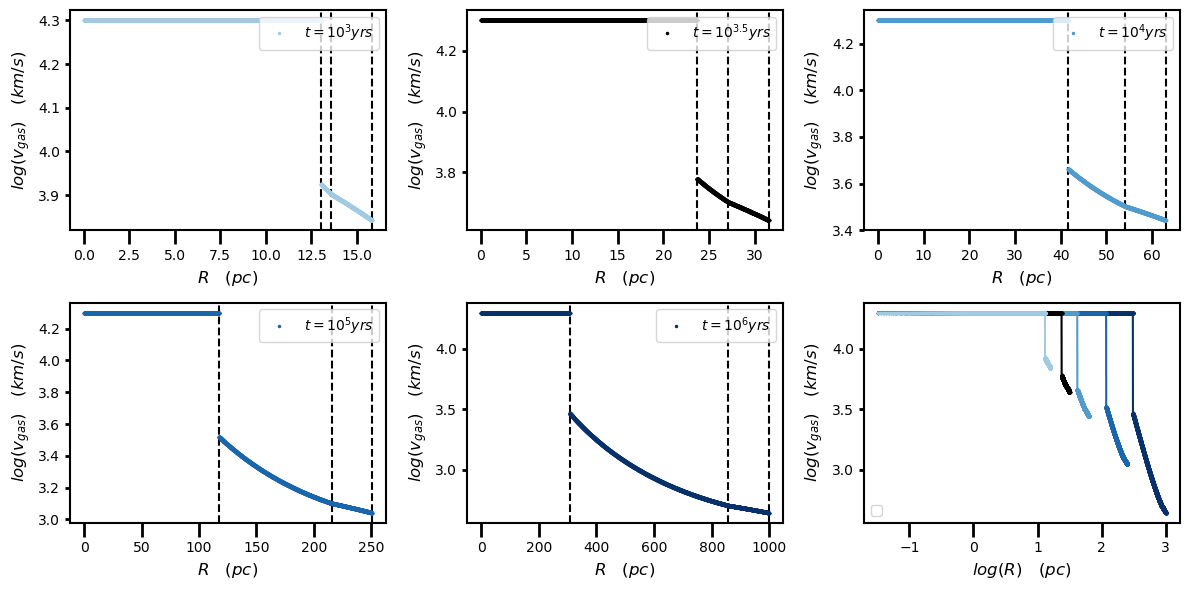 4.3
4.2
4.1
4.0
3.9
log(v_gas) (km/s)
t = 10^3 yrs
0.0 2.5 5.0 7.5 10.0 12.5 15.0
R (pc)
4.2
4.0
3.8
log(v_gas) (km/s)
t = 10^3.5 yrs
0 5 10 15 20 25 30
R (pc)
4.2
4.0
3.8
3.6
3.4
log(v_gas) (km/s)
t = 10^4 yrs
0 10 20 30 40 50 60
R (pc)
4.2
4.0
3.8
3.6
3.4
3.2
3.0
log(v_gas) (km/s)
t = 10^5 yrs
0 50 100 150 200 250
R (pc)
4.0
3.5
3.0
log(v_gas) (km/s)
t = 10^6 yrs
0 200 400 600 800 1000
R (pc)
4.0
3.5
3.0
log(v_gas) (km/s)
−1 0 1 2 3
log(R) (pc)